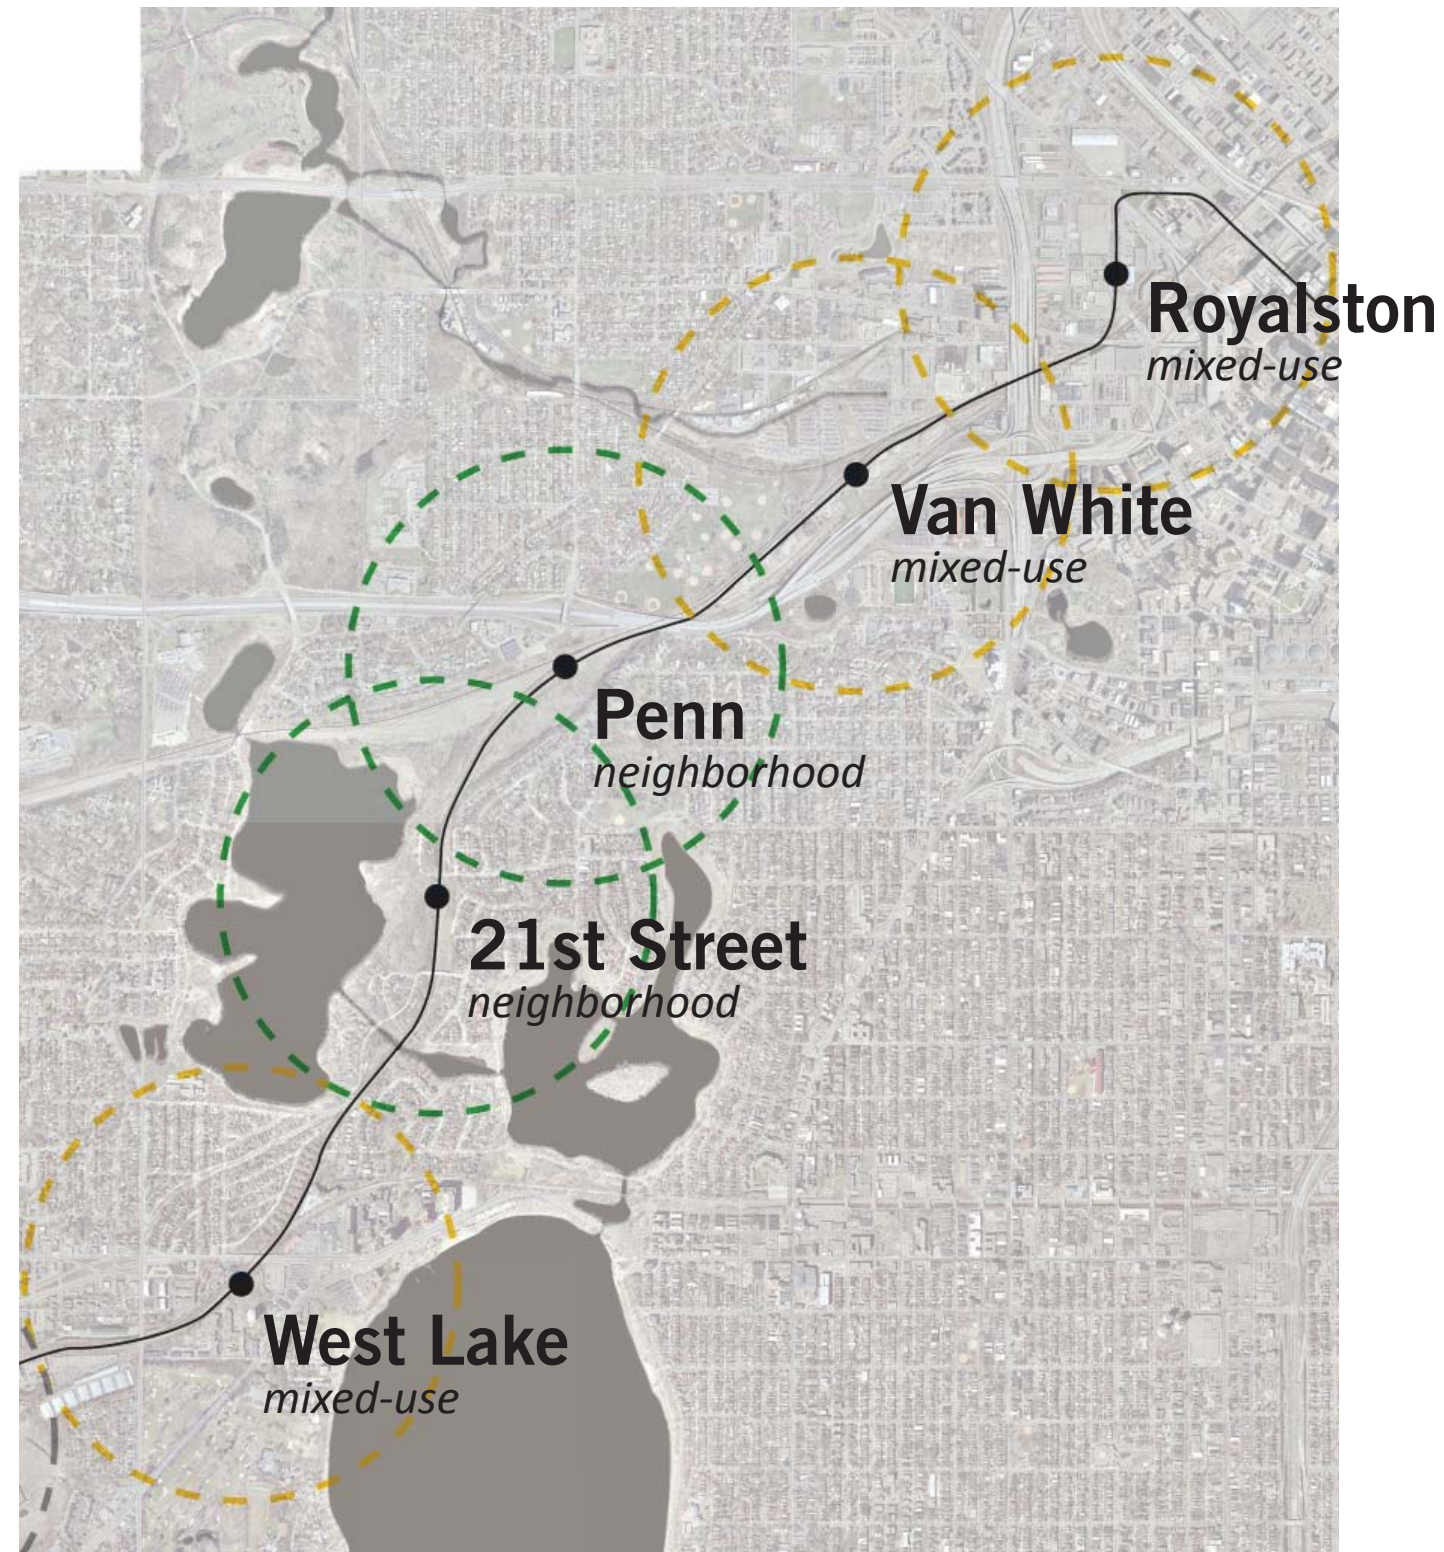 Royalston
mixed-use
Van White
mixed-use
Penn
neighborhood
21st Street
neighborhood
West Lake
mixed-use